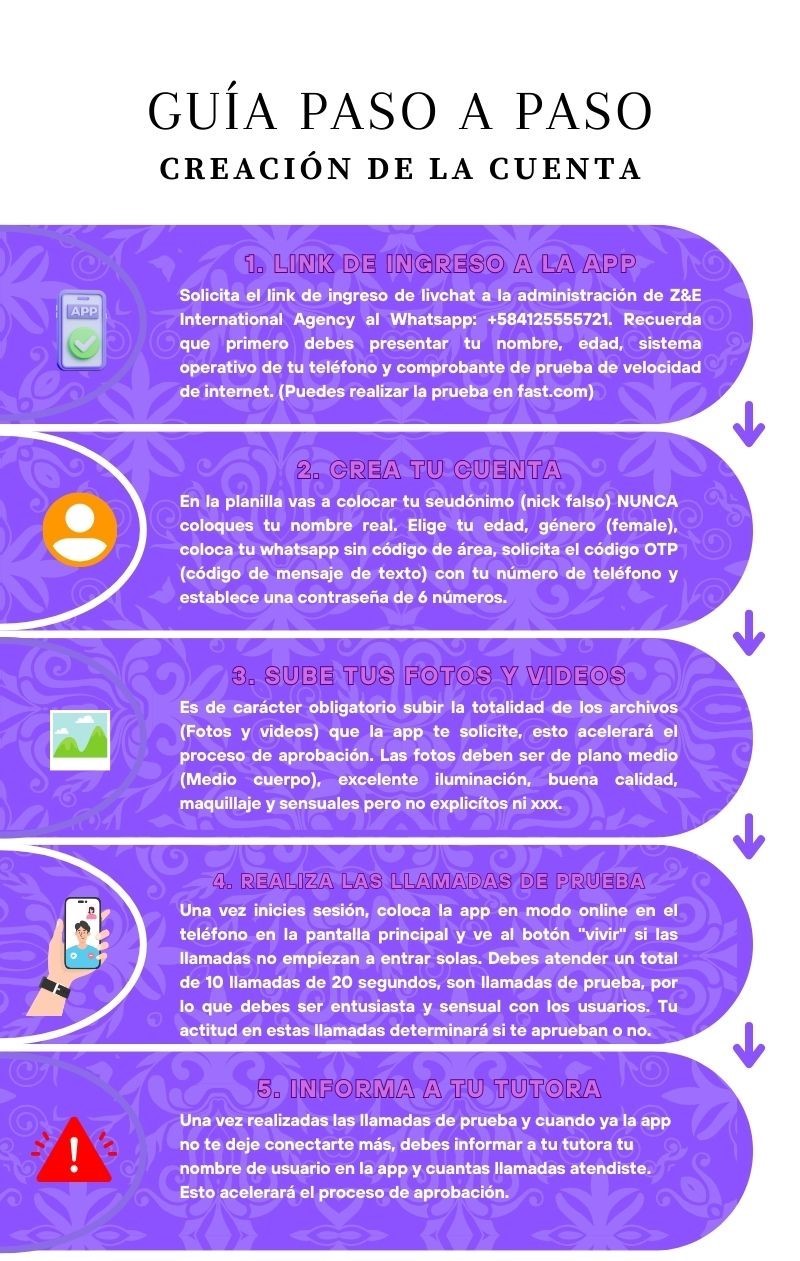 GUÍA PASO A PASO
CREACIÓN DE LA CUENTA
1. LINK DE INGRESO A LA APP
APP
Solicita el link de ingreso de livchat a la administración de Z&E
International Agency al Whatsapp: +584125555721. Recuerda
que primero debes presentar tu nombre, edad, sistema
operativo de tu teléfono y comprobante de prueba de velocidad
de internet. (Puedes realizar la prueba en fast.com)
2. CREA TU CUENTA
En la planilla vas a colocar tu seudónimo (nick falso) NUNCA
coloques tu nombre real. Elige tu edad, género (female),
coloca tu whatsapp sin código de área, solicita el código OTP
(código de mensaje de texto) con tu número de teléfono y
establece una contraseña de 6 números.
3. SUBE TUS FOTOS Y VIDEOS
Es de carácter obligatorio subir la totalidad de los archivos
(Fotos y videos) que la app te solicite, esto acelerará el
proceso de aprobación. Las fotos deben ser de plano medio
(Medio cuerpo), excelente iluminación, buena calidad,
maquillaje y sensuales pero no explicítos ni xxx.
4. REALIZA LAS LLAMADAS DE PRUEBA
Una vez inicies sesión, coloca la app en modo online en el
teléfono en la pantalla principal y ve al botón "vivir" si las
llamadas no empiezan a entrar solas. Debes atender un total
de 10 llamadas de 20 segundos, son llamadas de prueba, por
lo que debes ser entusiasta y sensual con los usuarios. Tu
actitud en estas llamadas determinará si te aprueban o no.
5. INFORMA A TU TUTORA
Una vez realizadas las llamadas de prueba y cuando ya la app
no te deje conectarte más, debes informar a tu tutora tu
nombre de usuario en la app y cuantas llamadas atendiste.
Esto acelerará el proceso de aprobación.